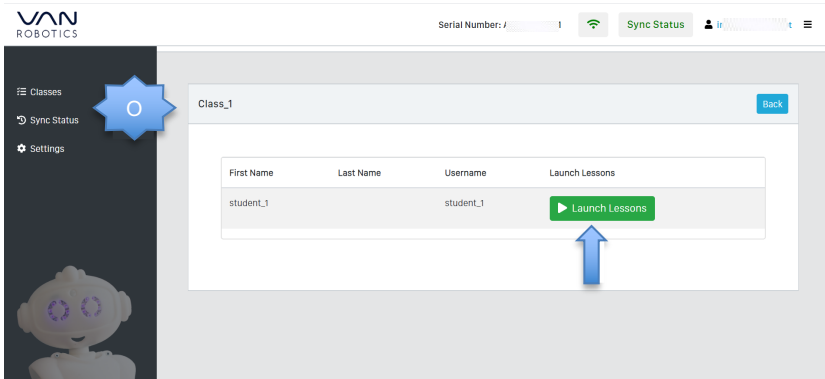 VAN
ROBOTICS
Serial Number:
Sync Status
Classes
Sync Status
Settings
O
Class_1
Back
First Name Last Name Username Launch Lessons
student_1 student_1 Launch Lessons